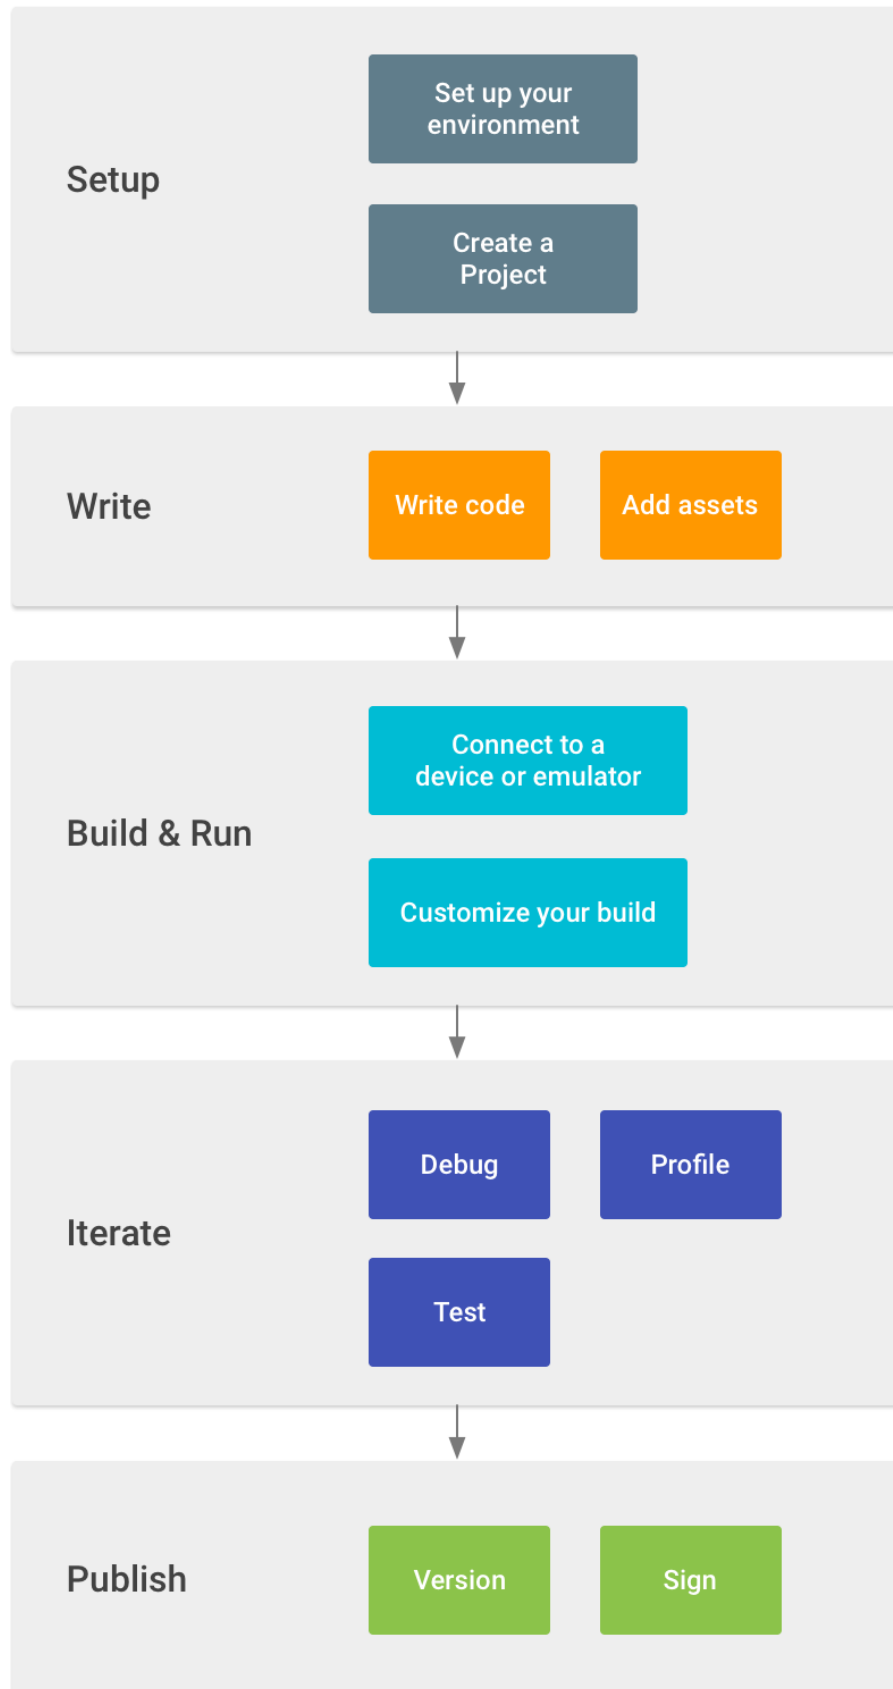 Setup
Set up your
environment
Create a
Project
Write
Write code
Add assets
Build & Run
Connect to a
device or emulator
Customize your build
Iterate
Debug
Profile
Test
Publish
Version
Sign